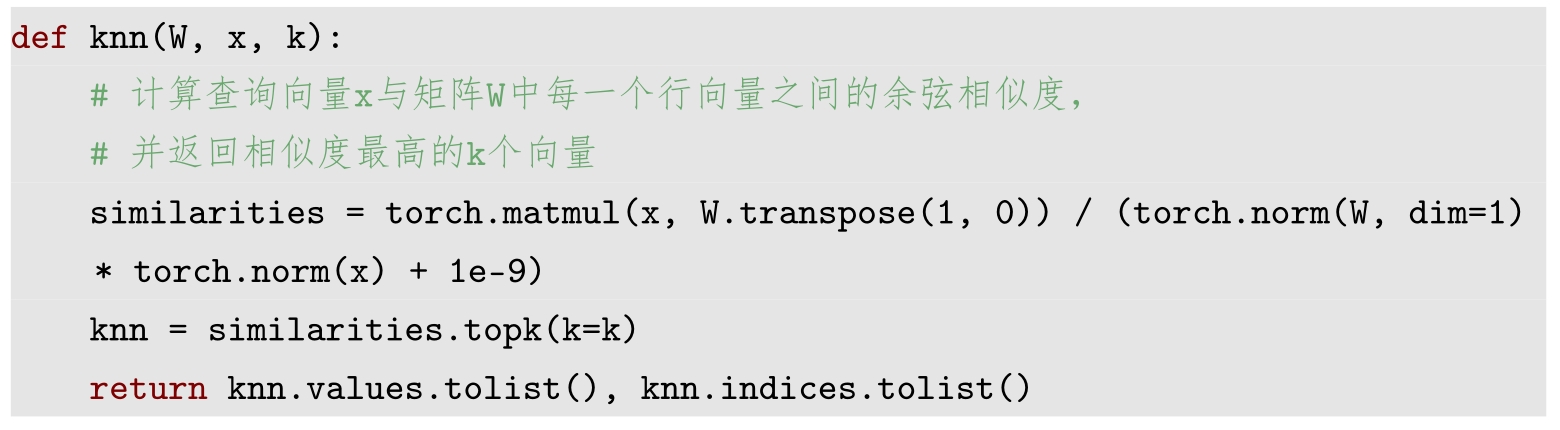 def knn(W, x, k):
    # 计算查询向量x与矩阵W中每一个行向量之间的余弦相似度，
    # 并返回相似度最高的k个向量
    similarities = torch.matmul(x, W.transpose(1, 0)) / (torch.norm(W, dim=1)
    * torch.norm(x) + 1e-9)
    knn = similarities.topk(k=k)
    return knn.values.tolist(), knn.indices.tolist()